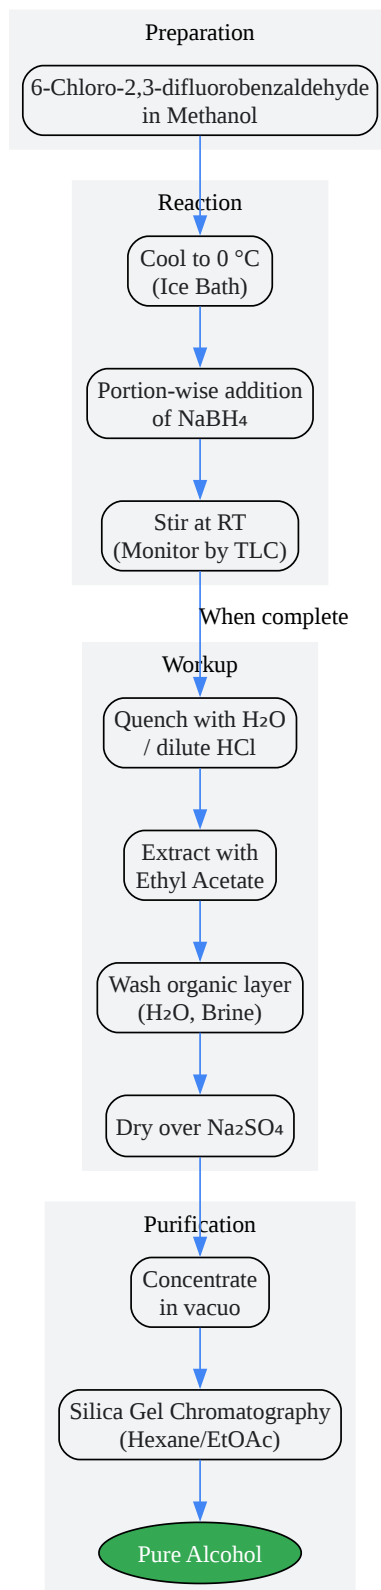 Preparation
6-Chloro-2,3-difluorobenzaldehyde
in Methanol
Reaction
Cool to 0 °C
(Ice Bath)
Portion-wise addition
of NaBH₄
Stir at RT
(Monitor by TLC)
When complete
Workup
Quench with H₂O
/ dilute HCl
Extract with
Ethyl Acetate
Wash organic layer
(H₂O, Brine)
Dry over Na₂SO₄
Purification
Concentrate
in vacuo
Silica Gel Chromatography
(Hexane/EtOAc)
Pure Alcohol